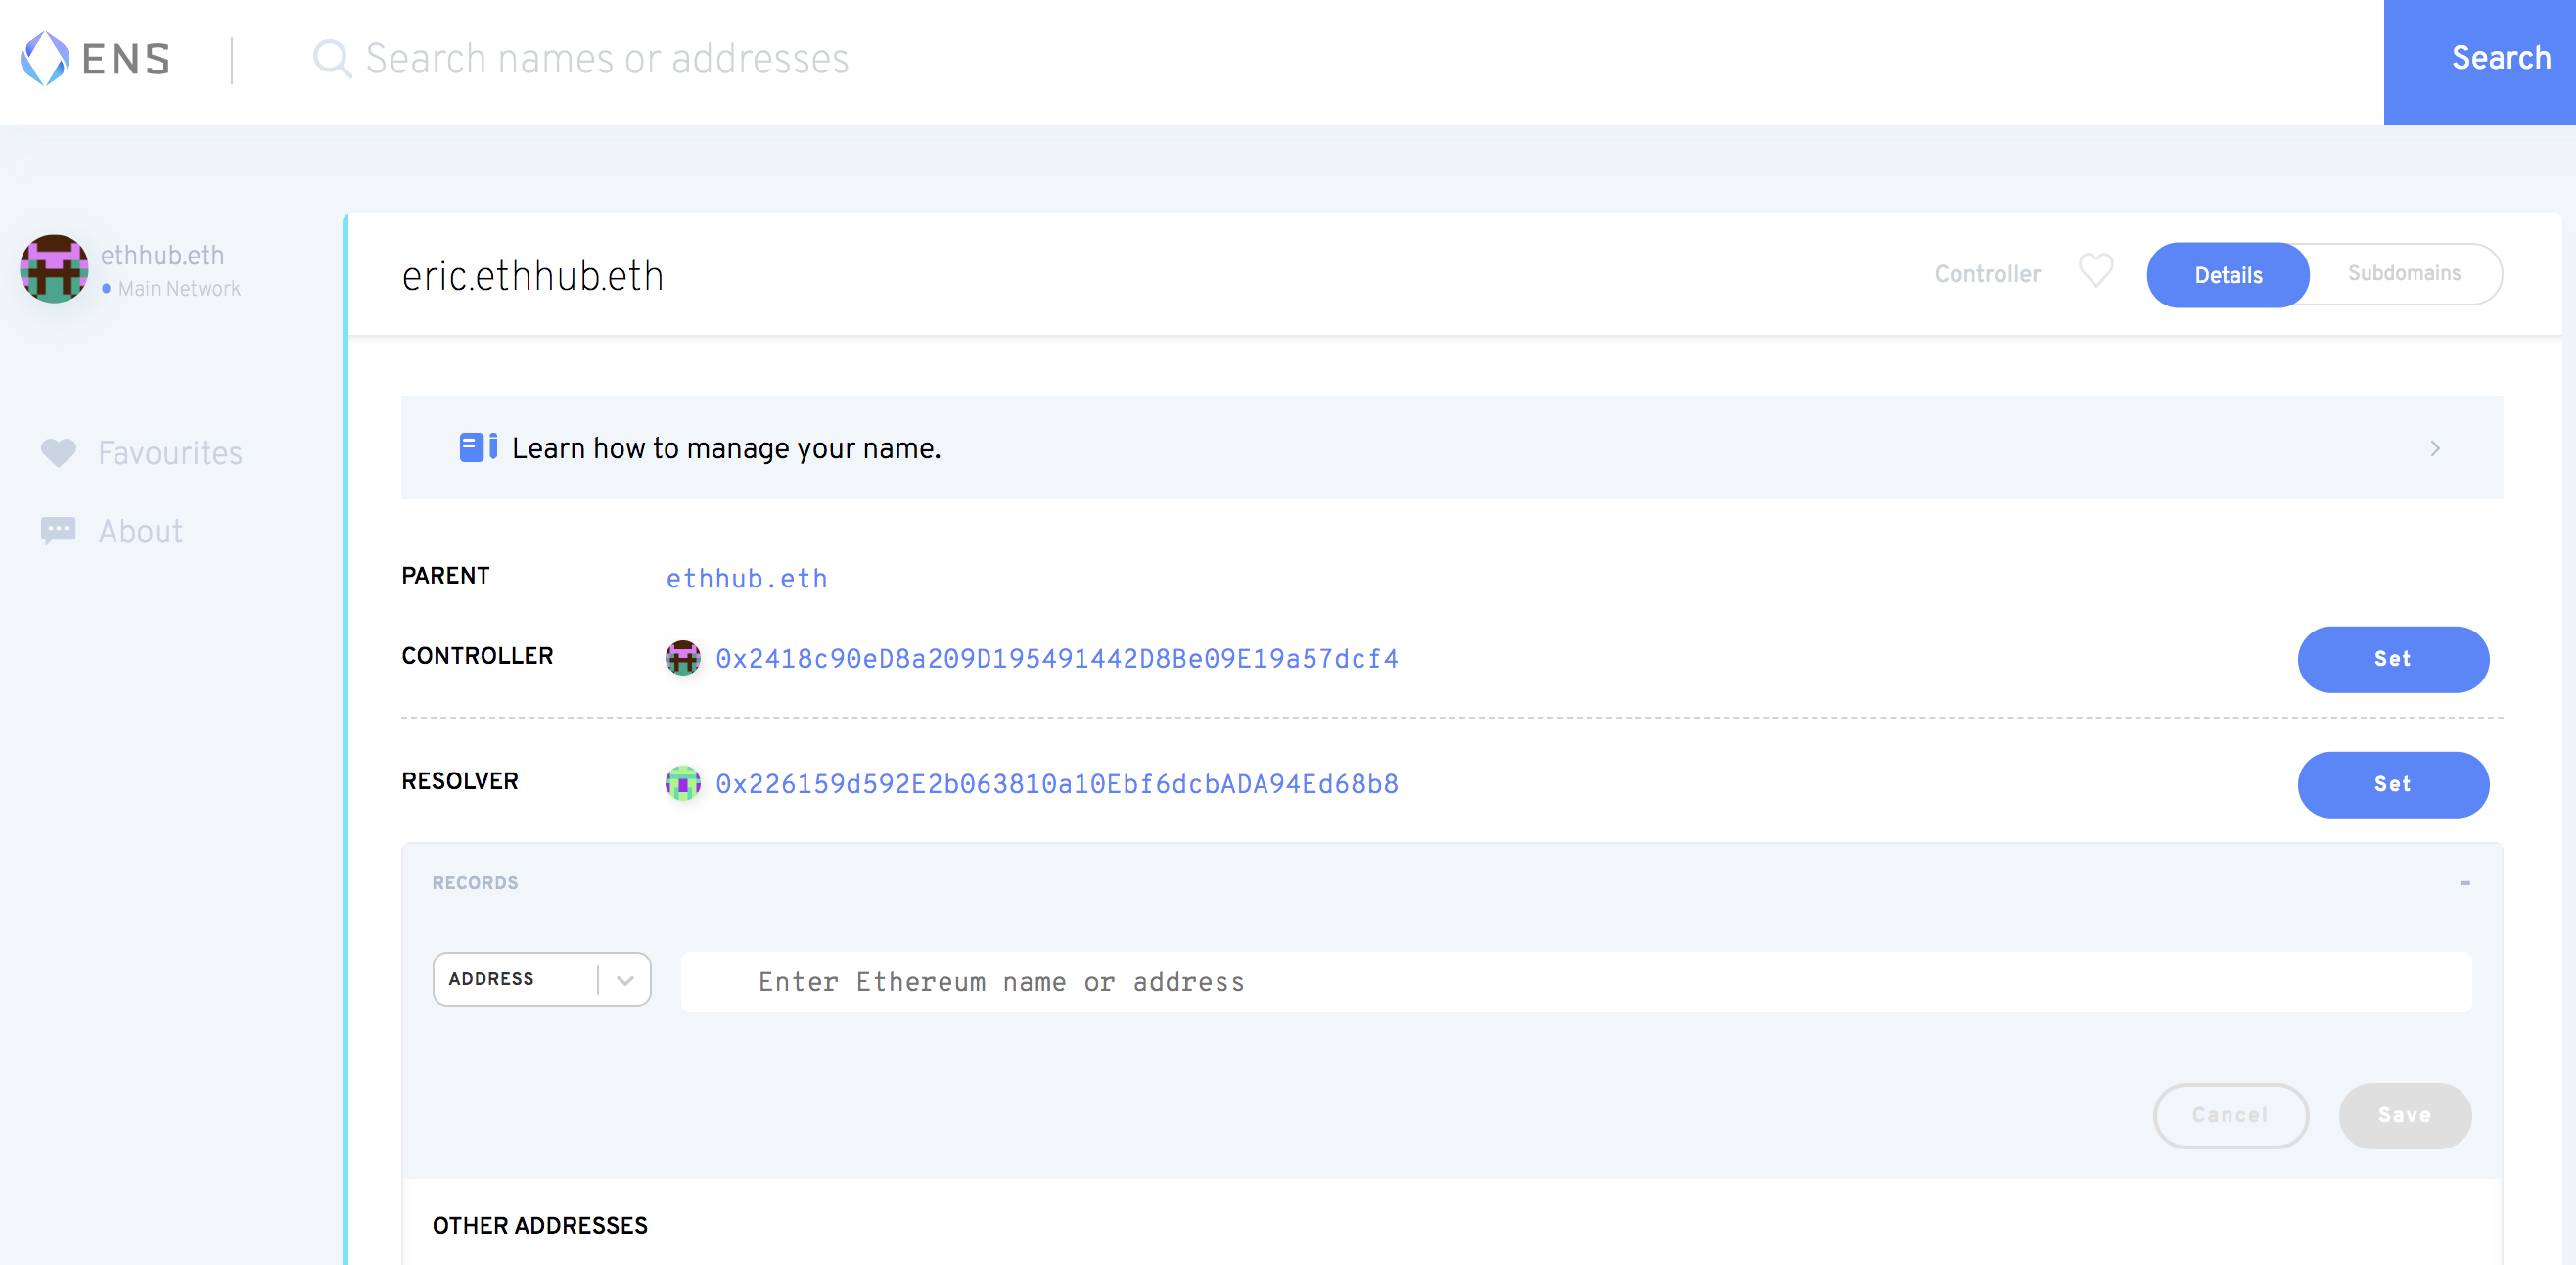 ENS
Search names or addresses
Search
ethhub.eth
Main Network
Favourites
About
eric.ethhub.eth
Controller
Details
Subdomains
Learn how to manage your name.
PARENT
ethhub.eth
CONTROLLER
0x2418c90eD8a209D195491442D8Be09E19a57dcf4
Set
RESOLVER
0x226159d592E2b063810a10Ebf6dcbADA94Ed68b8
Set
RECORDS
-
ADDRESS
Enter Ethereum name or address
Cancel
Save
OTHER ADDRESSES